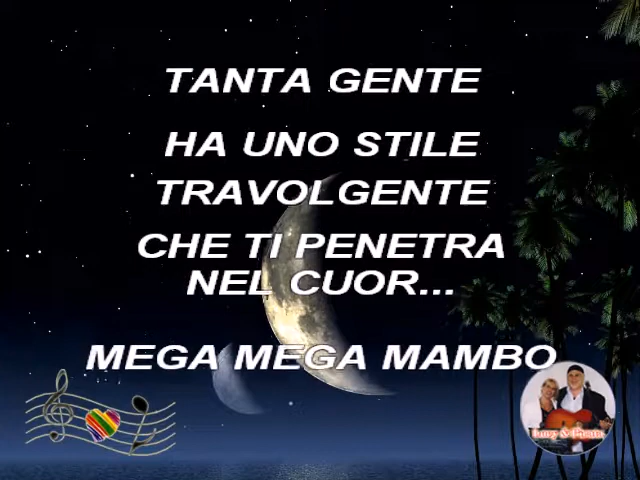 TANTA GENTE
HA UNO STILE
TRAVOLGENTE
CHE TI PENETRA
NEL CUOR...
MEGA MEGA MAMBO